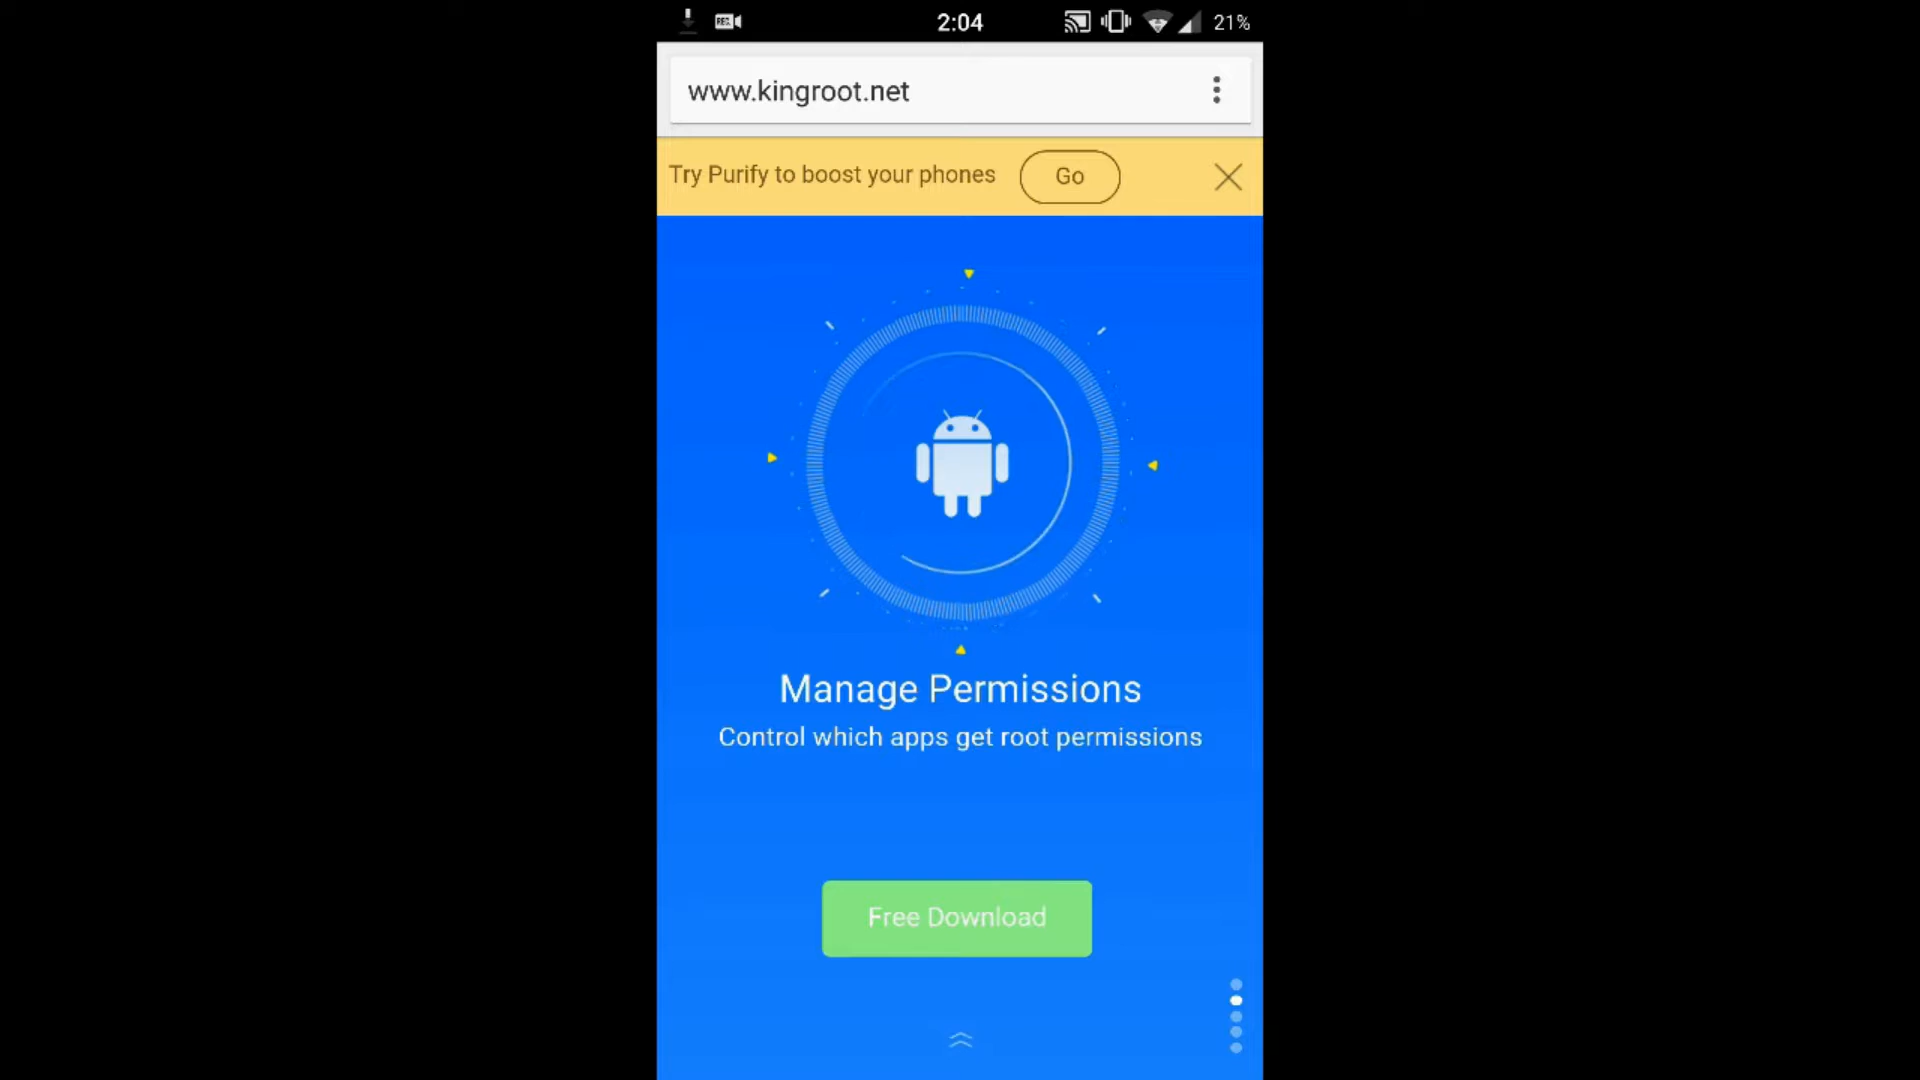 REC
2:04
21%
www.kingroot.net
Try Purify to boost your phones
Go
Manage Permissions
Control which apps get root permissions
Free Download